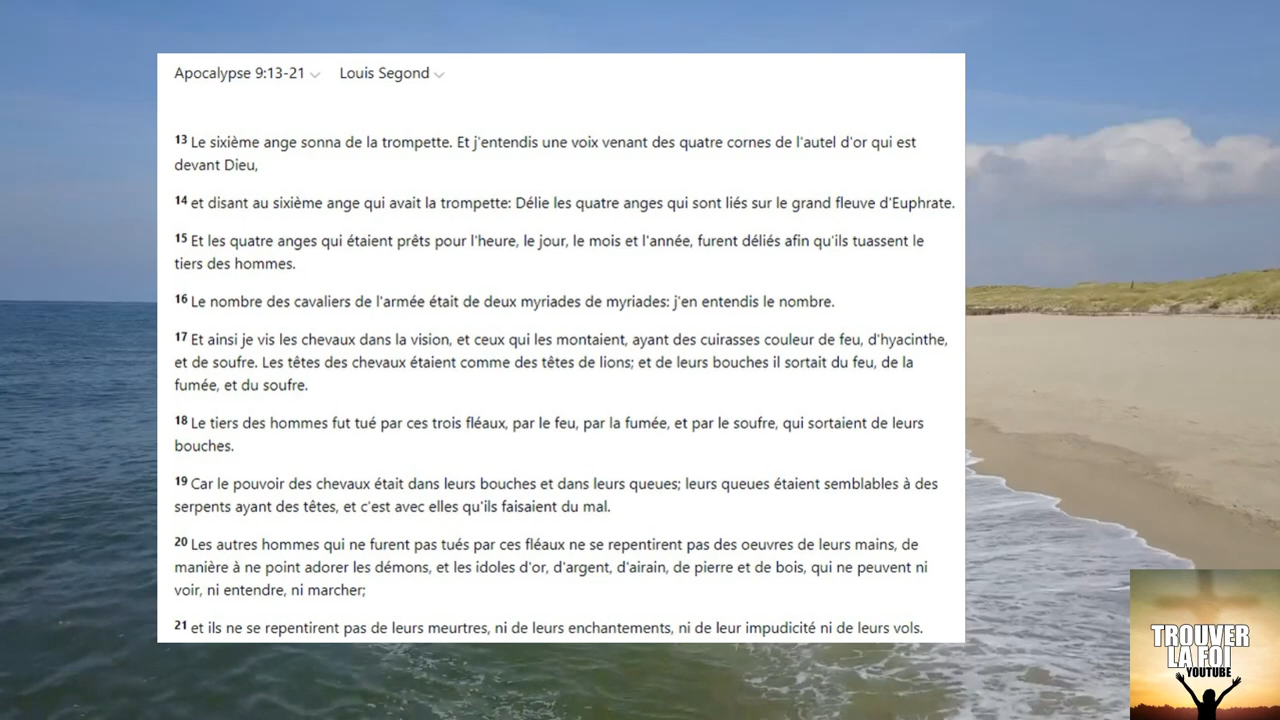 Apocalypse 9:13-21 Louis Segond
13 Le sixième ange sonna de la trompette. Et j'entendis une voix venant des quatre cornes de l'autel d'or qui est
devant Dieu,
14 et disant au sixième ange qui avait la trompette: Délie les quatre anges qui sont liés sur le grand fleuve d'Euphrate.
15 Et les quatre anges qui étaient prêts pour l'heure, le jour, le mois et l'année, furent déliés afin qu'ils tuassent le
tiers des hommes.
16 Le nombre des cavaliers de l'armée était de deux myriades de myriades: j'en entendis le nombre.
17 Et ainsi je vis les chevaux dans la vision, et ceux qui les montaient, ayant des cuirasses couleur de feu, d'hyacinthe,
et de soufre. Les têtes des chevaux étaient comme des têtes de lions; et de leurs bouches il sortait du feu, de la
fumée, et du soufre.
18 Le tiers des hommes fut tué par ces trois fléaux, par le feu, par la fumée, et par le soufre, qui sortaient de leurs
bouches.
19 Car le pouvoir des chevaux était dans leurs bouches et dans leurs queues; leurs queues étaient semblables à des
serpents ayant des têtes, et c'est avec elles qu'ils faisaient du mal.
20 Les autres hommes qui ne furent pas tués par ces fléaux ne se repentirent pas des oeuvres de leurs mains, de
manière à ne point adorer les démons, et les idoles d'or, d'argent, d'airain, de pierre et de bois, qui ne peuvent ni
voir, ni entendre, ni marcher;
21 et ils ne se repentirent pas de leurs meurtres, ni de leurs enchantements, ni de leur impudicité ni de leurs vols.
TROUVER
LA FOI
YOUTUBE